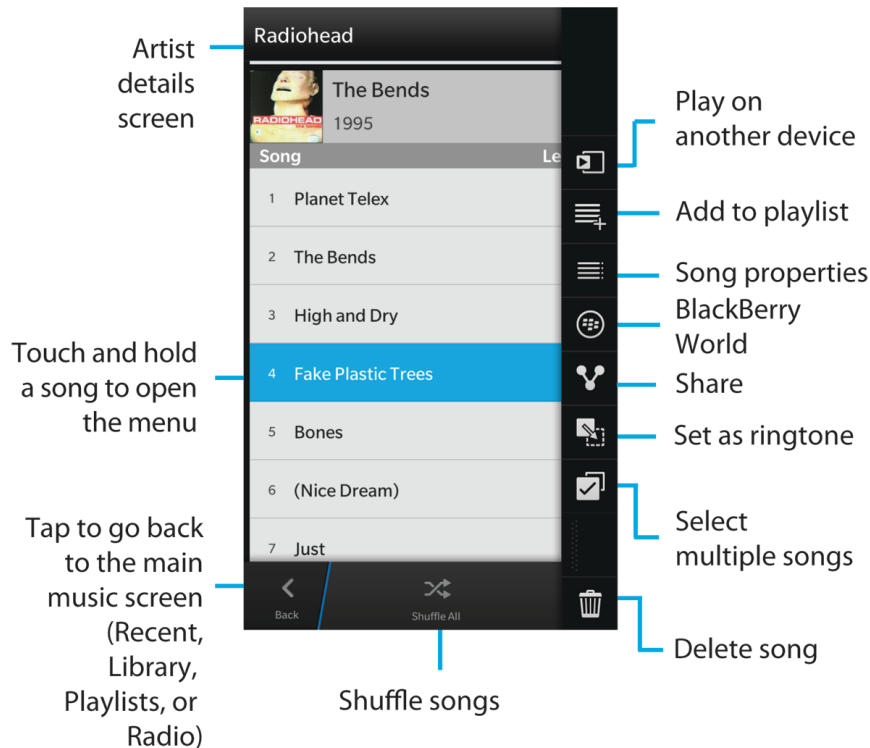 Artist
details
screen
Touch and hold
a song to open
the menu
Tap to go back
to the main
music screen
(Recent,
Library,
Playlists, or
Radio)
Radiohead
RADIOHEAD
The Bends
1995
Song Le
1 Planet Telex
2 The Bends
3 High and Dry
4 Fake Plastic Trees
5 Bones
6 (Nice Dream)
7 Just
Back
Shuffle All
Shuffle songs
Play on
another device
Add to playlist
Song properties
BlackBerry
World
Share
Set as ringtone
Select
multiple songs
Delete song